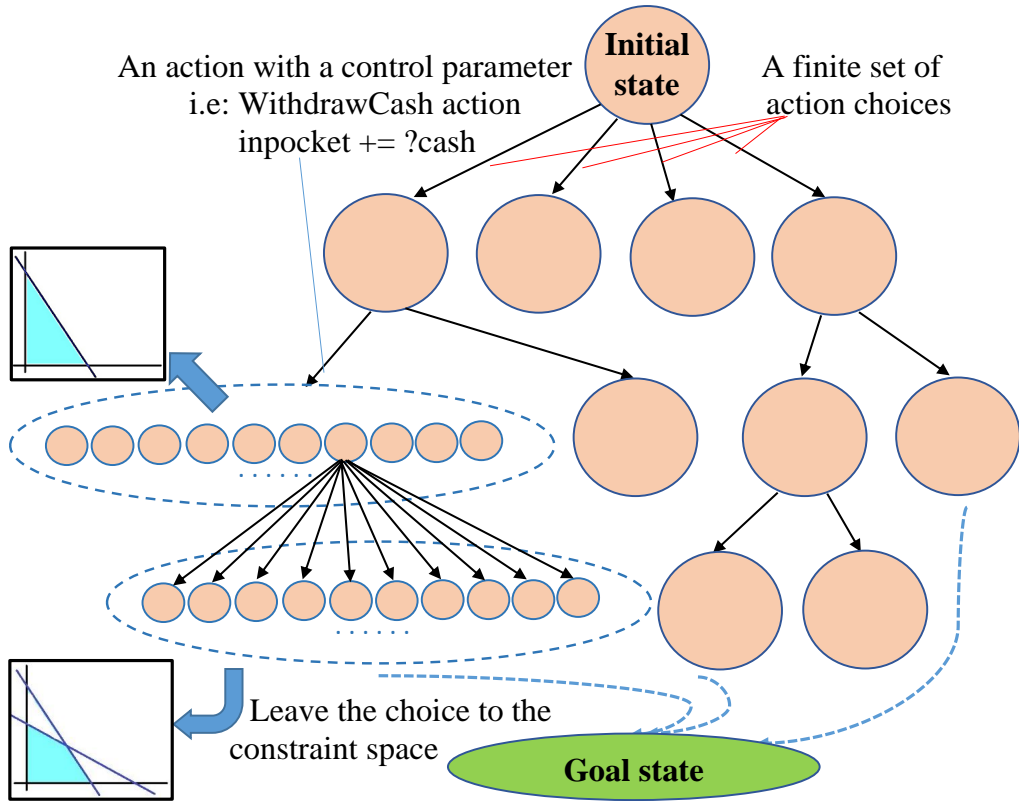 Initial
state
An action with a control parameter
i.e: WithdrawCash action
inpocket += ?cash
A finite set of
action choices
Leave the choice to the
constraint space
Goal state